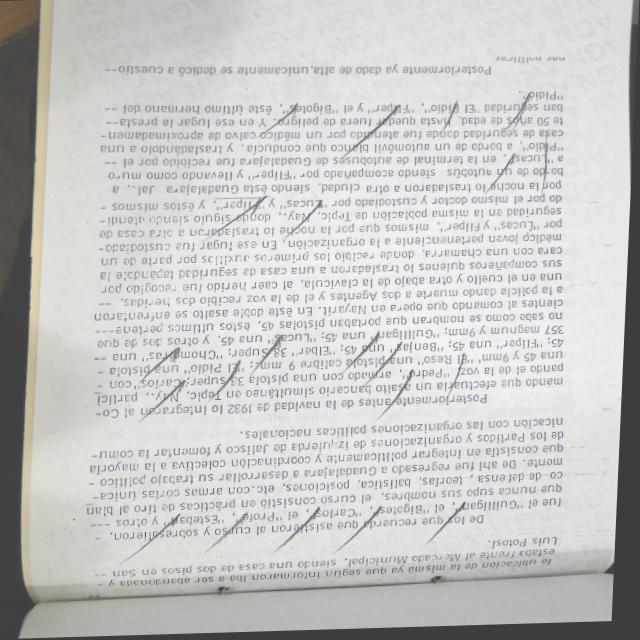 la ubicación de la misma ya que según informaron iba a ser abandonada y -
estaba frente al Mercado Municipal, siendo una casa de dos pisos en San --
Luis Potosí.
De los que recuerda que asistieron al curso y sobresalieron, -
fue el "Gulligan", el "Bigotes", "Carlos", el "Profe", "Esteban" y otros ---
que nunca supo sus nombres, el curso consistió en prácticas de tiro al blan
co, de defensa, teorías, balística, posiciones, etc. con armas cortas única-
mente. De ahí fue regresado a Guadalajara a desarrollar su trabajo político -
que consistía en integrar políticamente y coordinación colectiva a la mayoría
de los Partidos y organizaciones de izquierda de Jalisco y fomentar la comu-
nicación con las organizaciones políticas nacionales.
Posteriormente antes de la navidad de 1932 lo integraron al Co-
mando que efectuaría un asalto bancario simultáneo en Tepic, Nay., partici
pando el de la voz "Pedro", armado con una pistola 38 Super; "Carlos" con -
una 45 y 9mm "El Reso" una pistola calibre 9 mm.; "El Pidio", una pistola -
45; "Filper" una 45; "Benjas" una 45; "Elber" 38 Super; "Chompiras", una --
357 magnum y 9mm; "Gulligan" una 45; "Lucas" una 45, y otros dos de que
no sabe como se nombran que portaban pistolas 45, éstos últimos pertene----
cientes al comando que opera en Nayarit. En éste doble asalto se enfrentaron
a la policía dando muerte a dos Agentes y el de la voz recibió dos heridas, --
una en el cuello y otra abajo de la clavícula, al caer herido fue recogido por
sus compañeros quienes lo trasladaron a una casa de seguridad tapándole la
cara con una chamarra, donde recibió los primeros auxilios por parte de un
médico joven perteneciente a la organización, En ese lugar fue custodiado-
por "Lucas" y Filper", mismos que por la noche lo trasladaron a otra casa de
seguridad en la misma población de Tepic, Nay., donde siguió siendo atendi-
do por el mismo doctor y custodiado por "Lucas" y "Filper", y éstos mismos -
por la noche lo trasladaron a otra ciudad, siendo ésta Guadalajara Jal., a
bordo de un autobús siendo acompañado por "Filper" y llevando como muro
a "Lucas", en la terminal de autobuses de Guadalajara fue recibido por el --
"Pidio", a bordo de un automóvil blanco que conducía, y trasladándolo a una
casa de seguridad donde fue atendido por un médico calvo de aproximadamen-
te 50 años de edad, hasta quedar fuera de peligro. Y en ese lugar le presta--
ban seguridad "El Pidio", "Filper" y el "Bigotes", éste último hermano del --
"Pidio".
Posteriormente ya dado de alta, unicamente se dedicó a cuestio--